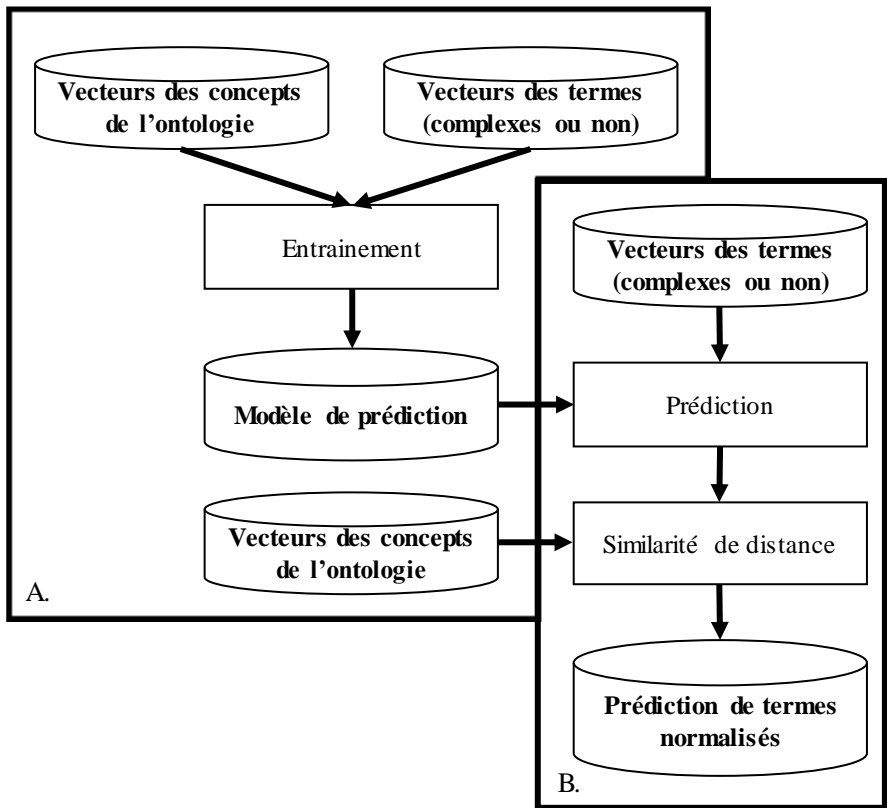 Vecteurs des concepts
de l’ontologie
Vecteurs des termes
(complexes ou non)
Entrainement
Modèle de prédiction
Vecteurs des concepts
de l’ontologie
A.
Vecteurs des termes
(complexes ou non)
Prédiction
Similarité de distance
Prédiction de termes
normalisés
B.